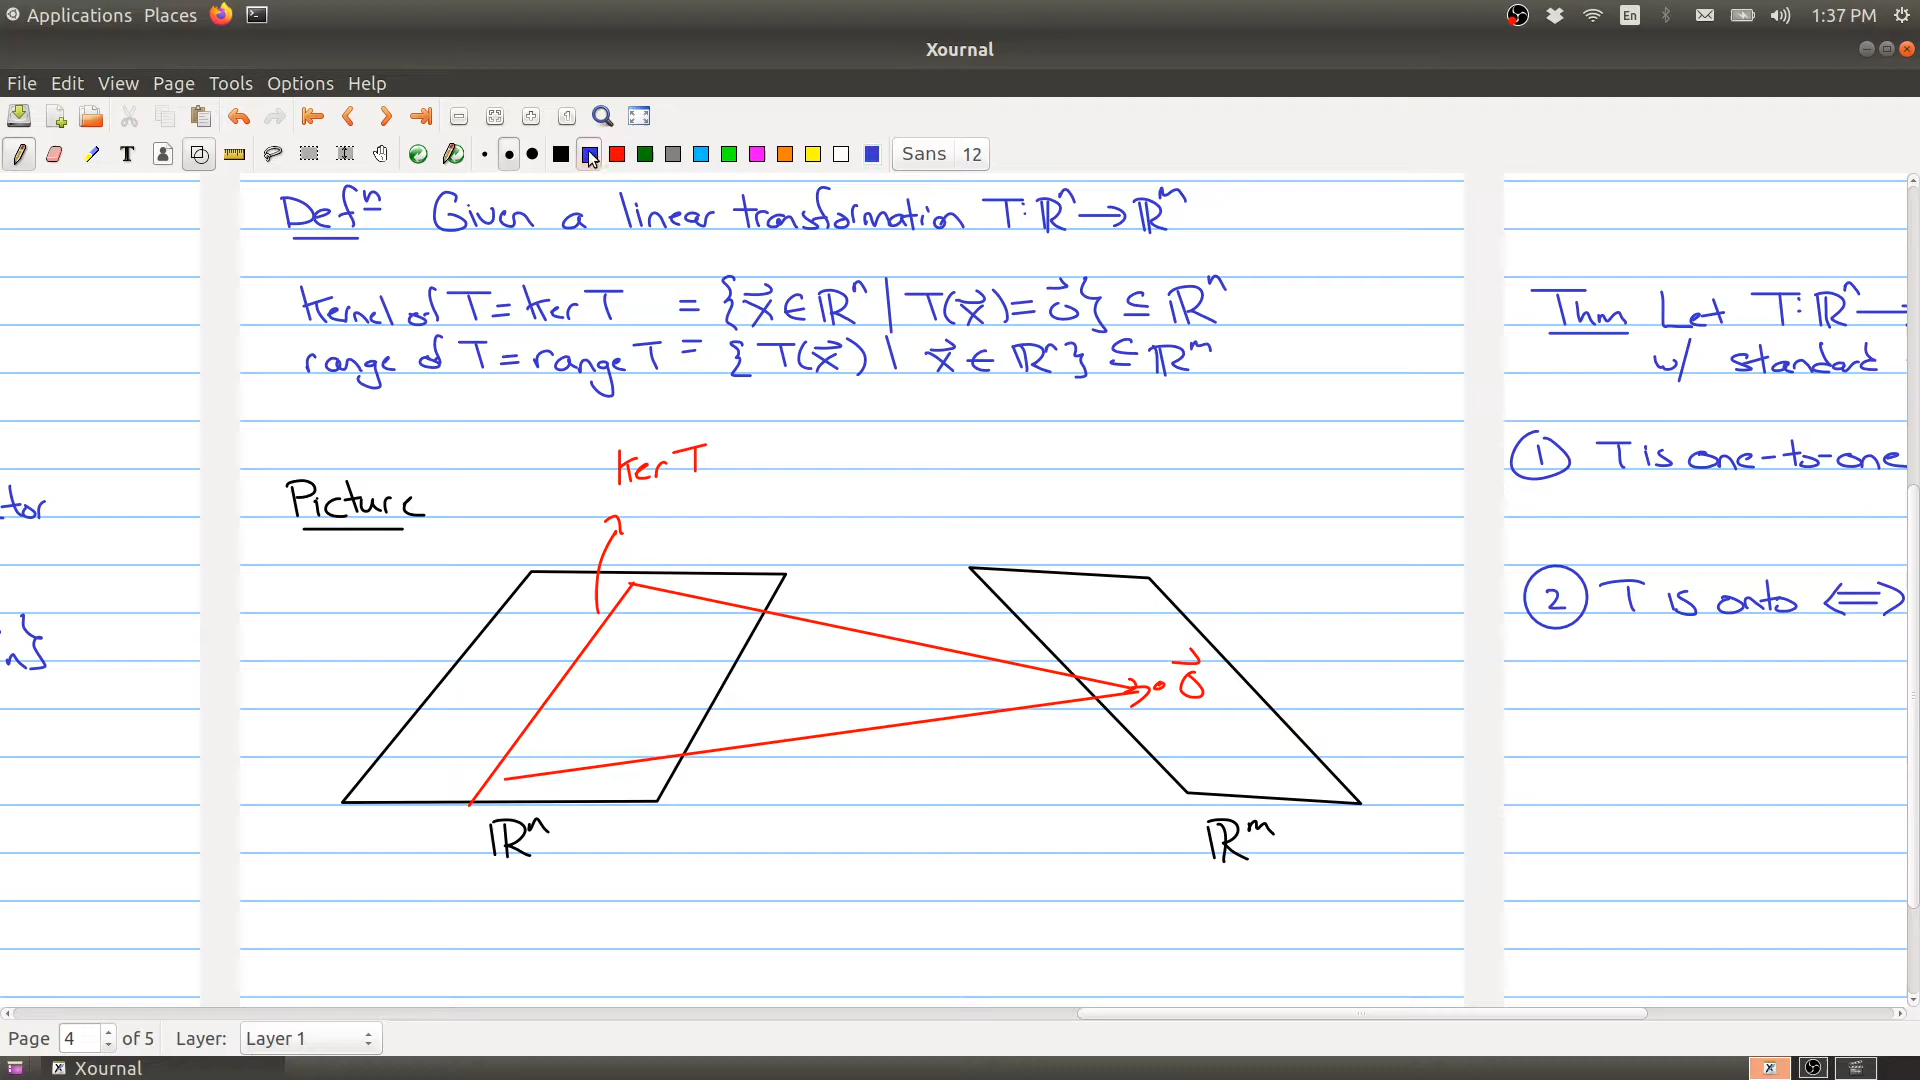 Applications Places En 1:37 PM
Xournal
File Edit View Page Tools Options Help
Sans 12
Defⁿ Given a linear transformation T: ℝⁿ → ℝᵐ
Kernel of T = ker T = {x⃗ ∈ ℝⁿ | T(x⃗) = 0⃗} ⊆ ℝⁿ
range of T = range T = {T(x⃗) | x⃗ ∈ ℝⁿ} ⊆ ℝᵐ
Picture
ker T
0⃗
ℝⁿ
ℝᵐ
tor
n}
Thm Let T: ℝⁿ →
w/ standard
① T is one-to-one
② T is onto ⟺
Page 4 of 5 Layer: Layer 1
Xournal